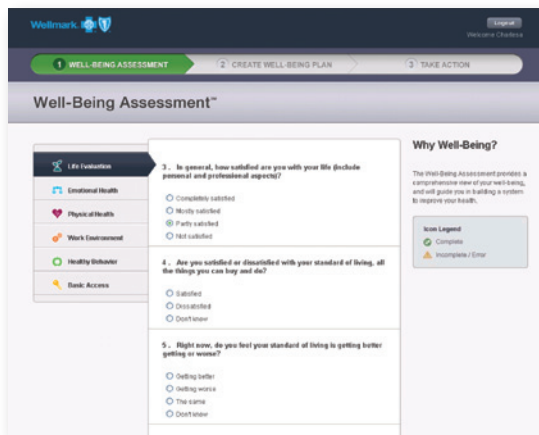 Wellmark.
Logout
Welcome Charlesa
1 WELL-BEING ASSESSMENT
2 CREATE WELL-BEING PLAN
3 TAKE ACTION
Well-Being Assessment™
Life Evaluation
Emotional Health
Physical Health
Work Environment
Healthy Behavior
Basic Access
3 . In general, how satisfied are you with your life (include
personal and professional aspects)?
Completely satisfied
Mostly satisfied
Partly satisfied
Not satisfied
4 . Are you satisfied or dissatisfied with your standard of living, all
the things you can buy and do?
Satisfied
Dissatisfied
Don't know
5 . Right now, do you feel your standard of living is getting better
getting or worse?
Getting better
Getting worse
The same
Don't know
Why Well-Being?
The Well-Being Assessment provides a
comprehensive view of your well-being,
and will guide you in building a system
to improve your health.
Icon Legend
Complete
Incomplete / Error